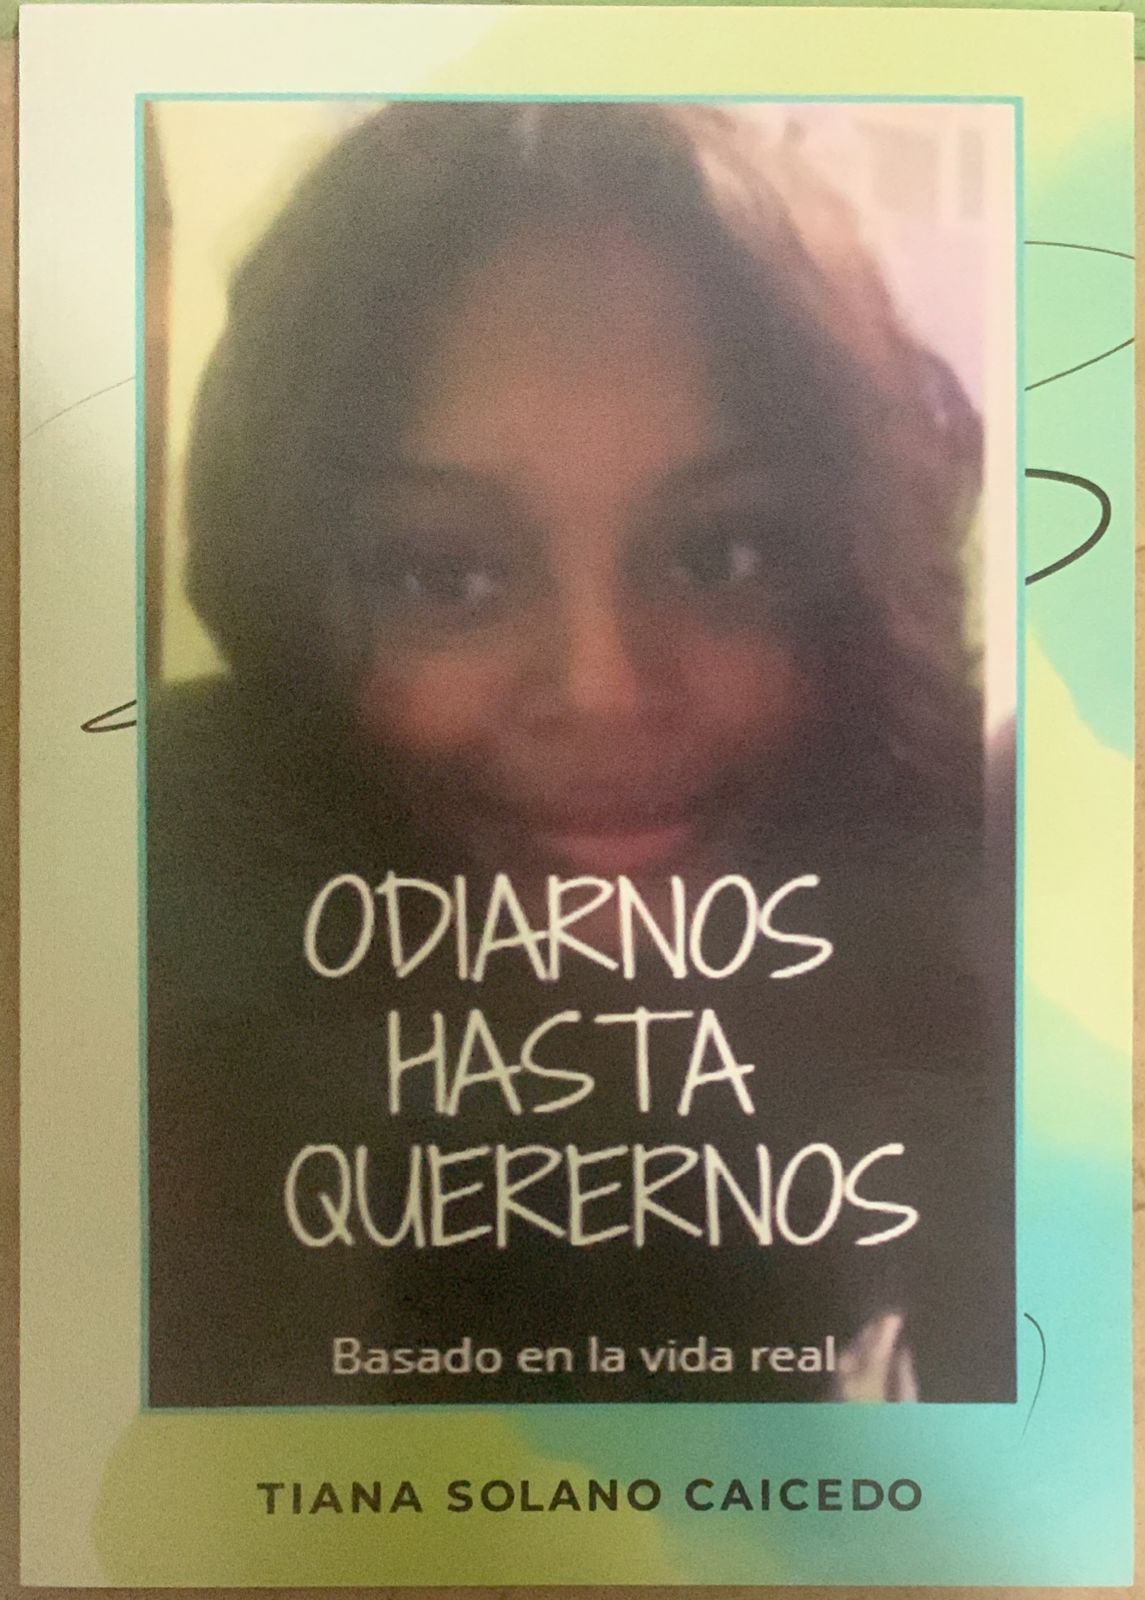 ODIARNOS
HASTA
QUERERNOS
Basado en la vida real
TIANA SOLANO CAICEDO